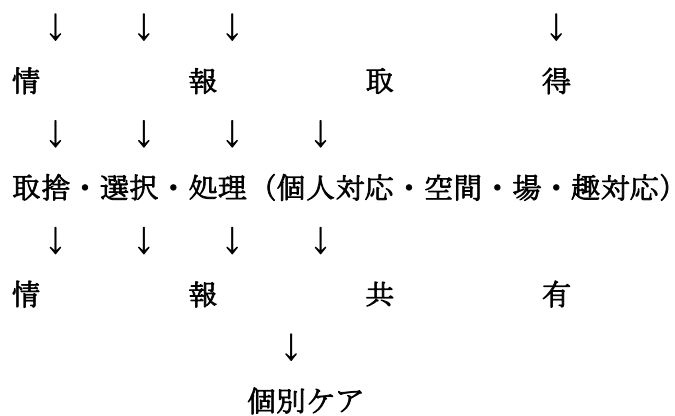 ↓ ↓ ↓ ↓
情 報 取 得
↓ ↓ ↓ ↓
取捨・選択・処理（個人対応・空間・場・趣対応）
↓ ↓ ↓ ↓
情 報 共 有
↓
個別ケア